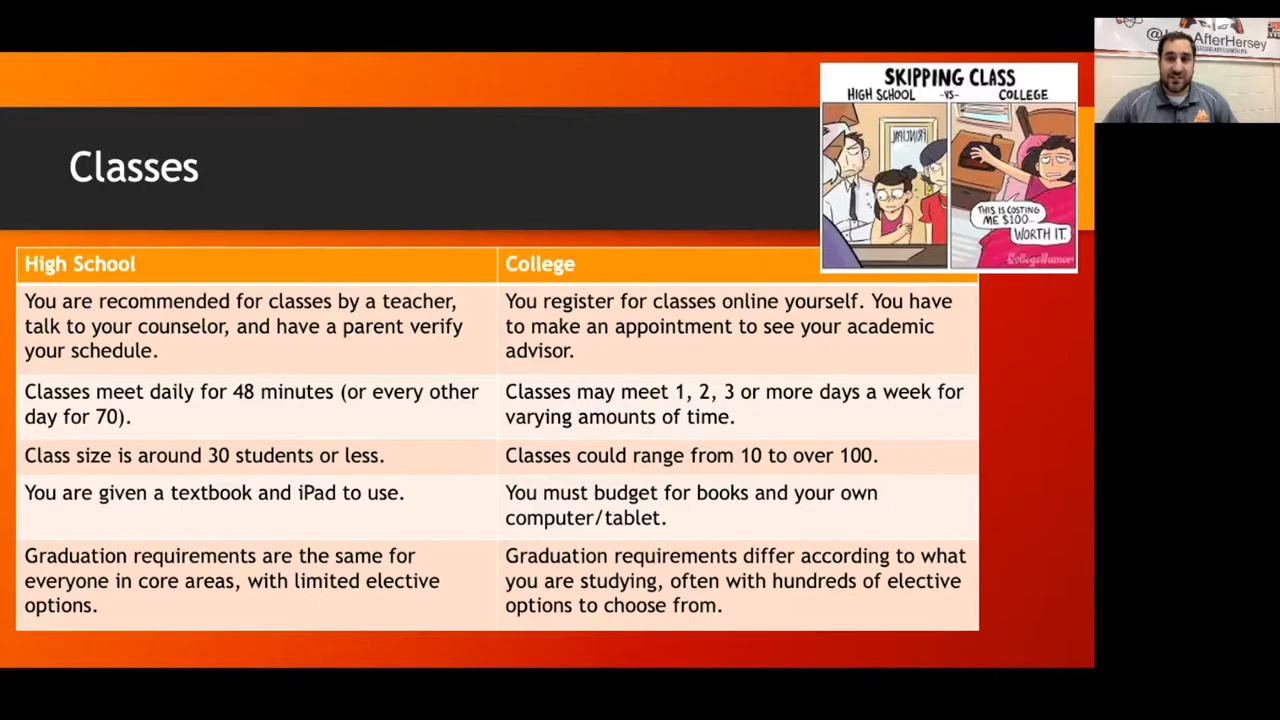 SKIPPING CLASS
HIGH SCHOOL -VS- COLLEGE
PRINCIPAL
THIS IS COSTING
ME $100...
WORTH IT.
CollegeHumor
AfterHersey
Classes
High School
College
You are recommended for classes by a teacher,
talk to your counselor, and have a parent verify
your schedule.
You register for classes online yourself. You have
to make an appointment to see your academic
advisor.
Classes meet daily for 48 minutes (or every other
day for 70).
Classes may meet 1, 2, 3 or more days a week for
varying amounts of time.
Class size is around 30 students or less.
Classes could range from 10 to over 100.
You are given a textbook and iPad to use.
You must budget for books and your own
computer/tablet.
Graduation requirements are the same for
everyone in core areas, with limited elective
options.
Graduation requirements differ according to what
you are studying, often with hundreds of elective
options to choose from.